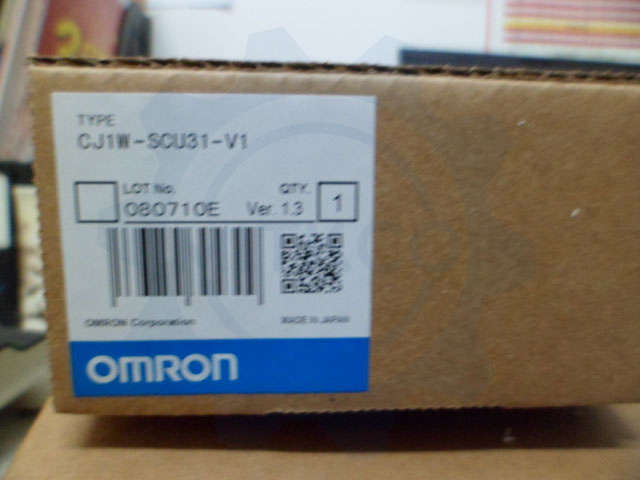 TYPE
CJ1W-SCU31-V1
LOT No. QTY.
080710E Ver. 1.3 1
OMRON Corporation MADE IN JAPAN
OMRON